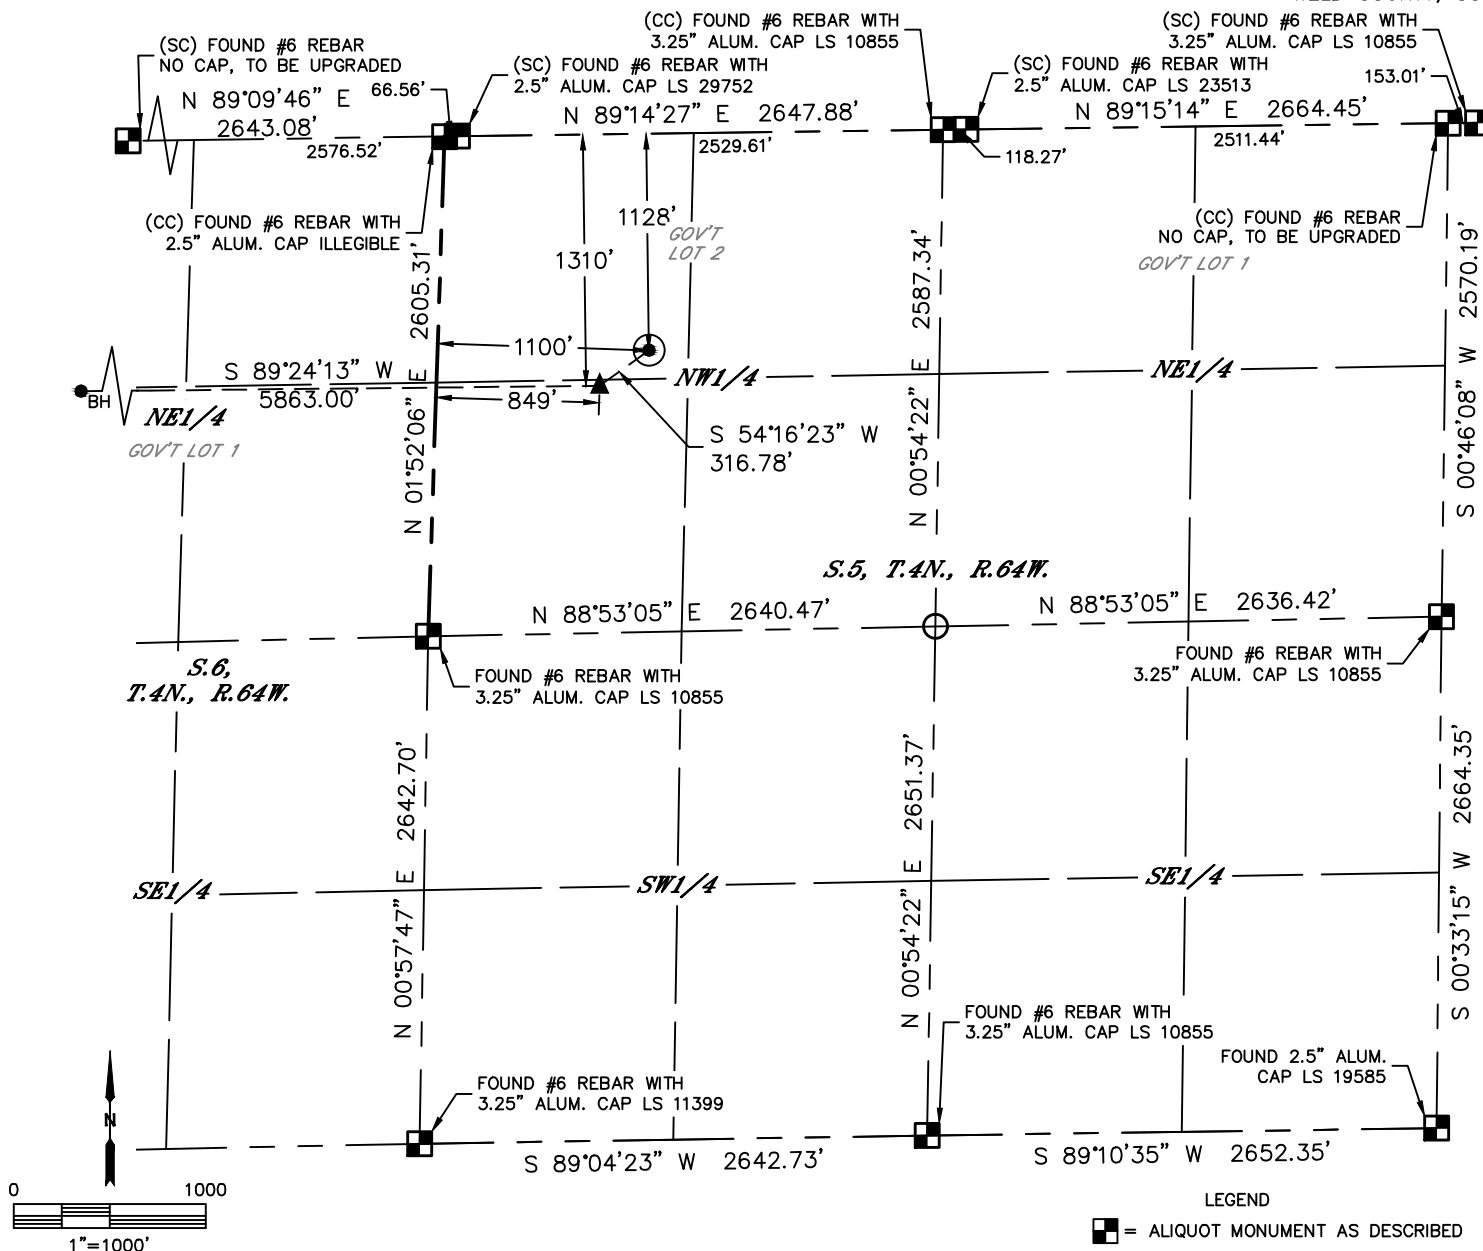 (SC) FOUND #6 REBAR
NO CAP, TO BE UPGRADED
(CC) FOUND #6 REBAR WITH
3.25" ALUM. CAP LS 10855
(SC) FOUND #6 REBAR WITH
3.25" ALUM. CAP LS 10855
(SC) FOUND #6 REBAR WITH
2.5" ALUM. CAP LS 29752
(SC) FOUND #6 REBAR WITH
2.5" ALUM. CAP LS 23513
153.01'
N 89°09'46" E
66.56'
2643.08'
2576.52'
N 89°14'27" E 2647.88'
2529.61'
118.27'
N 89°15'14" E 2664.45'
2511.44'
(CC) FOUND #6 REBAR WITH
2.5" ALUM. CAP ILLEGIBLE
(CC) FOUND #6 REBAR
NO CAP, TO BE UPGRADED
1128'
1310'
GOV'T
LOT 2
GOV'T LOT 1
N 01°52'06" E 2605.31'
N 00°54'22" E 2587.34'
S 00°46'08" W 2570.19'
1100'
S 89°24'13" W
5863.00'
BH
849'
NW1/4
NE1/4
NE1/4
GOV'T LOT 1
S 54°16'23" W
316.78'
S.5, T.4N., R.64W.
N 88°53'05" E 2640.47'
N 88°53'05" E 2636.42'
S.6,
T.4N., R.64W.
FOUND #6 REBAR WITH
3.25" ALUM. CAP LS 10855
FOUND #6 REBAR WITH
3.25" ALUM. CAP LS 10855
N 00°57'47" E 2642.70'
N 00°54'22" E 2651.37'
S 00°33'15" W 2664.35'
SE1/4
SW1/4
SE1/4
FOUND #6 REBAR WITH
3.25" ALUM. CAP LS 10855
FOUND 2.5" ALUM.
CAP LS 19585
FOUND #6 REBAR WITH
3.25" ALUM. CAP LS 11399
N
S 89°04'23" W 2642.73'
S 89°10'35" W 2652.35'
0 1000
1"=1000'
LEGEND
= ALIQUOT MONUMENT AS DESCRIBED